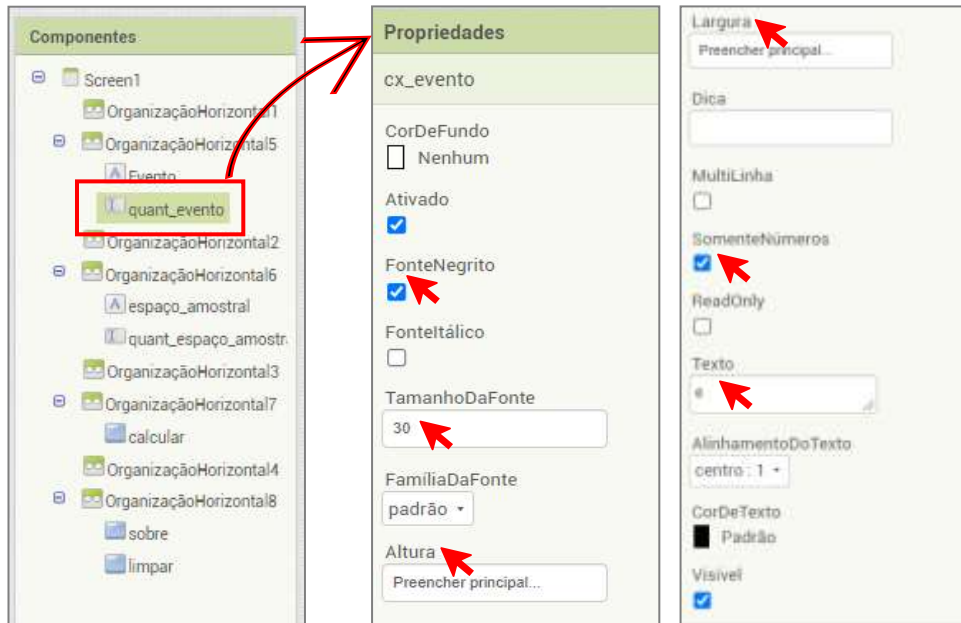 Componentes
Screen1
OrganizaçãoHorizontal1
OrganizaçãoHorizontal5
Evento
quant_evento
OrganizaçãoHorizontal2
OrganizaçãoHorizontal6
espaço_amostral
quant_espaço_amostr
OrganizaçãoHorizontal3
OrganizaçãoHorizontal7
calcular
OrganizaçãoHorizontal4
OrganizaçãoHorizontal8
sobre
limpar
Propriedades
cx_evento
CorDeFundo
Nenhum
Ativado
FonteNegrito
FonteItálico
TamanhoDaFonte
30
FamíliaDaFonte
padrão
Altura
Preencher principal...
Largura
Preencher principal...
Dica
MultiLinha
SomenteNúmeros
ReadOnly
Texto
AlinhamentoDoTexto
centro : 1
CorDeTexto
Padrão
Visível